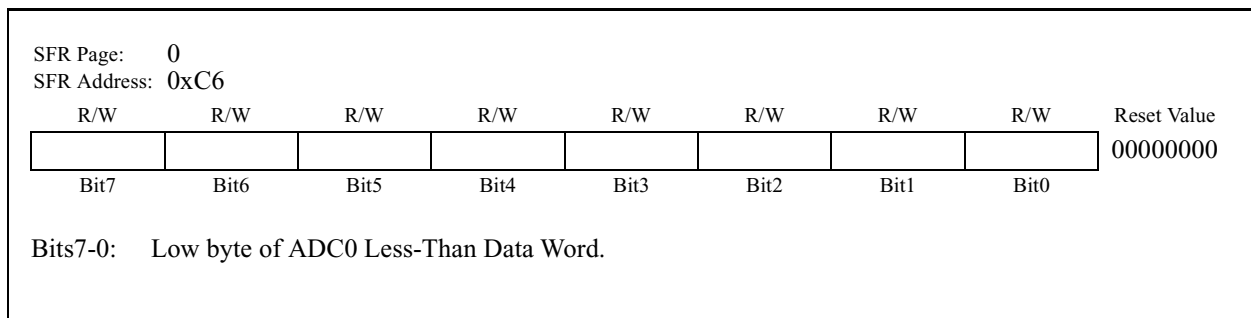 SFR Page: 0
SFR Address: 0xC6
R/W R/W R/W R/W R/W R/W R/W R/W Reset Value
00000000
Bit7 Bit6 Bit5 Bit4 Bit3 Bit2 Bit1 Bit0
Bits7-0: Low byte of ADC0 Less-Than Data Word.